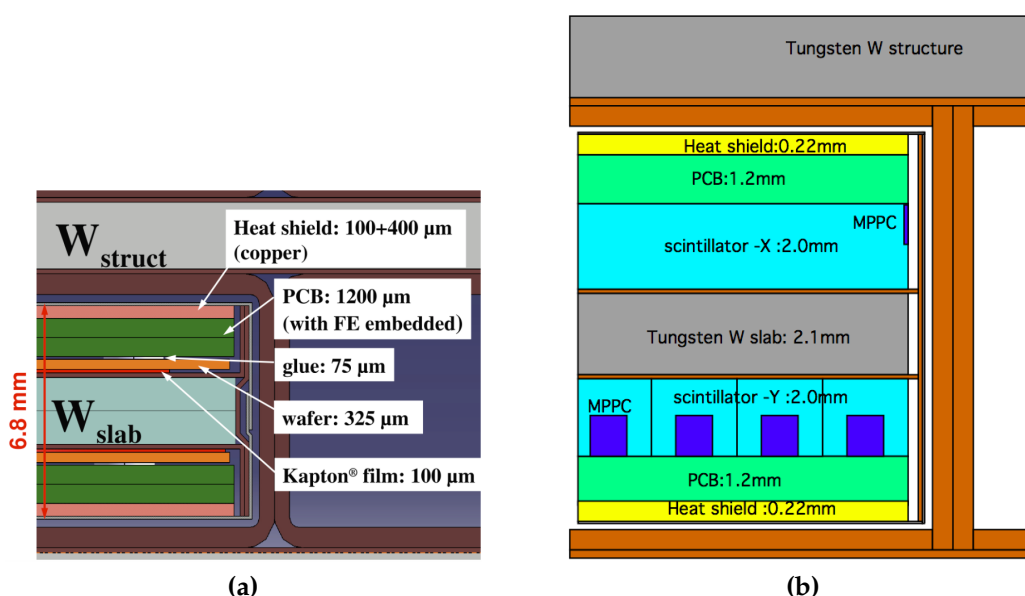 W
struct
Heat shield: 100+400 μm
(copper)
PCB: 1200 μm
(with FE embedded)
glue: 75 μm
wafer: 325 μm
W
slab
Kapton® film: 100 μm
6.8 mm
(a)
Tungsten W structure
Heat shield:0.22mm
PCB:1.2mm
MPPC
scintillator -X :2.0mm
Tungsten W slab: 2.1mm
scintillator -Y:2.0mm
MPPC
PCB:1.2mm
Heat shield :0.22mm
(b)